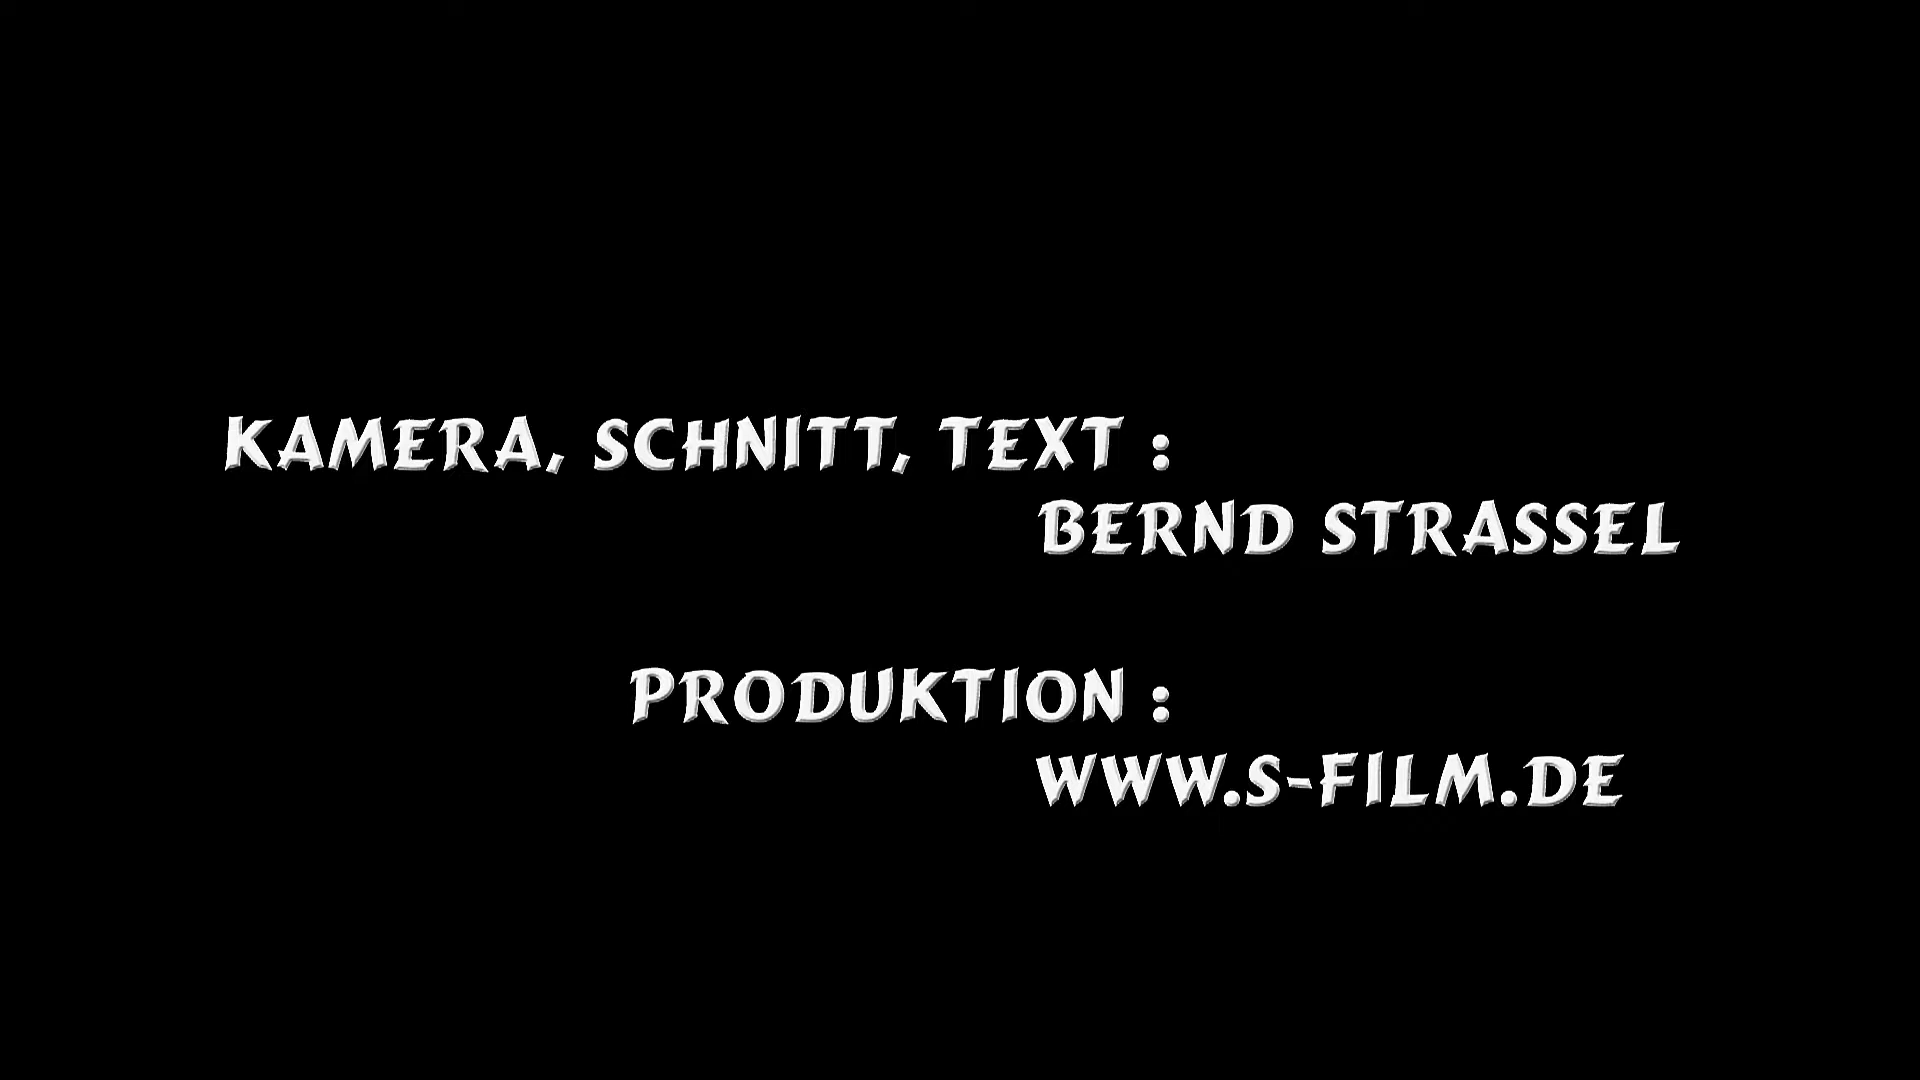 KAMERA, SCHNITT, TEXT :
BERND STRASSEL
PRODUKTION :
WWW.S-FILM.DE